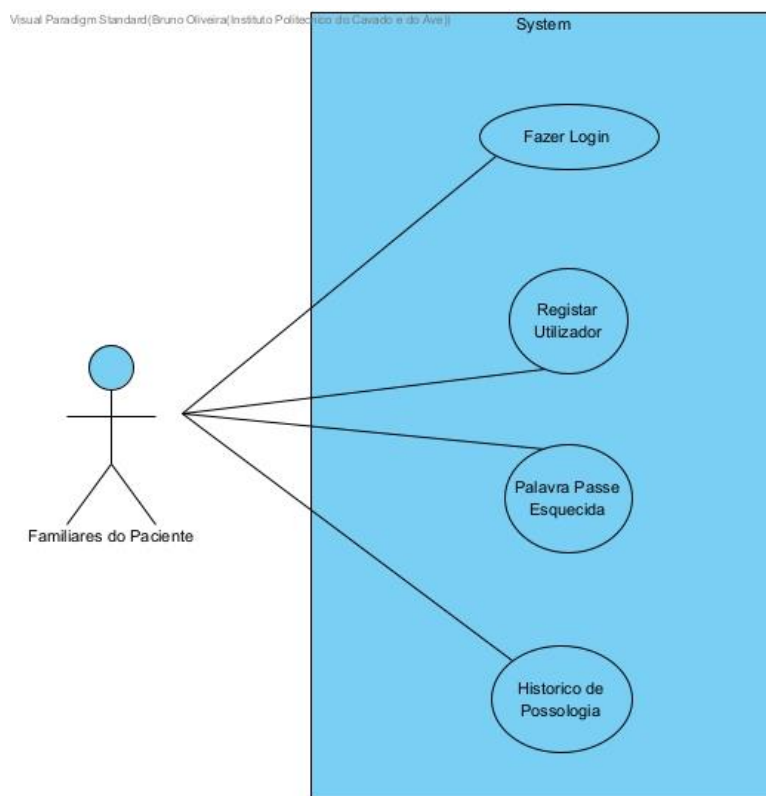 Visual Paradigm Standard(Bruno Oliveira(Instituto Politecnico do Cavado e do Ave))
System
Fazer Login
Registar
Utilizador
Palavra Passe
Esquecida
Familiares do Paciente
Historico de
Possologia